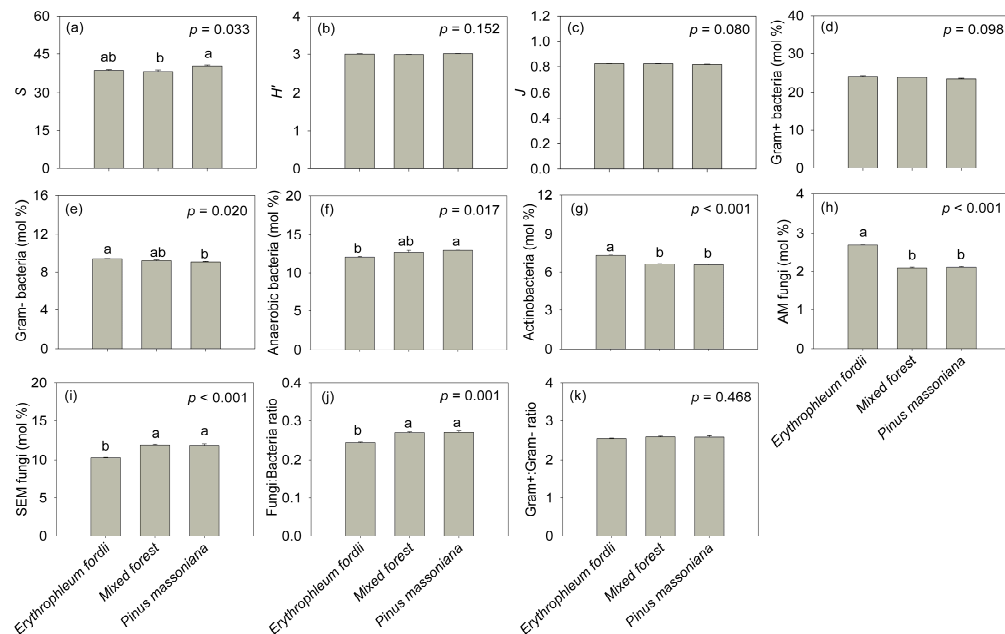 (a)
p = 0.033
S
60
45
30
15
0
ab
b
a
(b)
p = 0.152
H'
4
3
2
1
0
(c)
p = 0.080
J
1.2
1.0
0.8
0.6
0.4
0.2
0.0
(d)
p = 0.098
Gram+ bacteria (mol %)
40
30
20
10
0
(e)
p = 0.020
Gram- bacteria (mol %)
16
12
8
4
0
a
ab
b
(f)
p = 0.017
Anaerobic bacteria (mol %)
20
15
10
5
0
b
ab
a
(g)
p < 0.001
Actinobacteria (mol %)
12
9
6
3
0
a
b
b
(h)
p < 0.001
AM fungi (mol %)
4
3
2
1
0
a
b
b
Erythrophleum fordii
Mixed forest
Pinus massoniana
(i)
p < 0.001
SEM fungi (mol %)
20
15
10
5
0
b
a
a
Erythrophleum fordii
Mixed forest
Pinus massoniana
(j)
p = 0.001
Fungi:Bacteria ratio
0.4
0.3
0.2
0.1
0.0
b
a
a
Erythrophleum fordii
Mixed forest
Pinus massoniana
(k)
p = 0.468
Gram+:Gram- ratio
4
3
2
1
0
Erythrophleum fordii
Mixed forest
Pinus massoniana